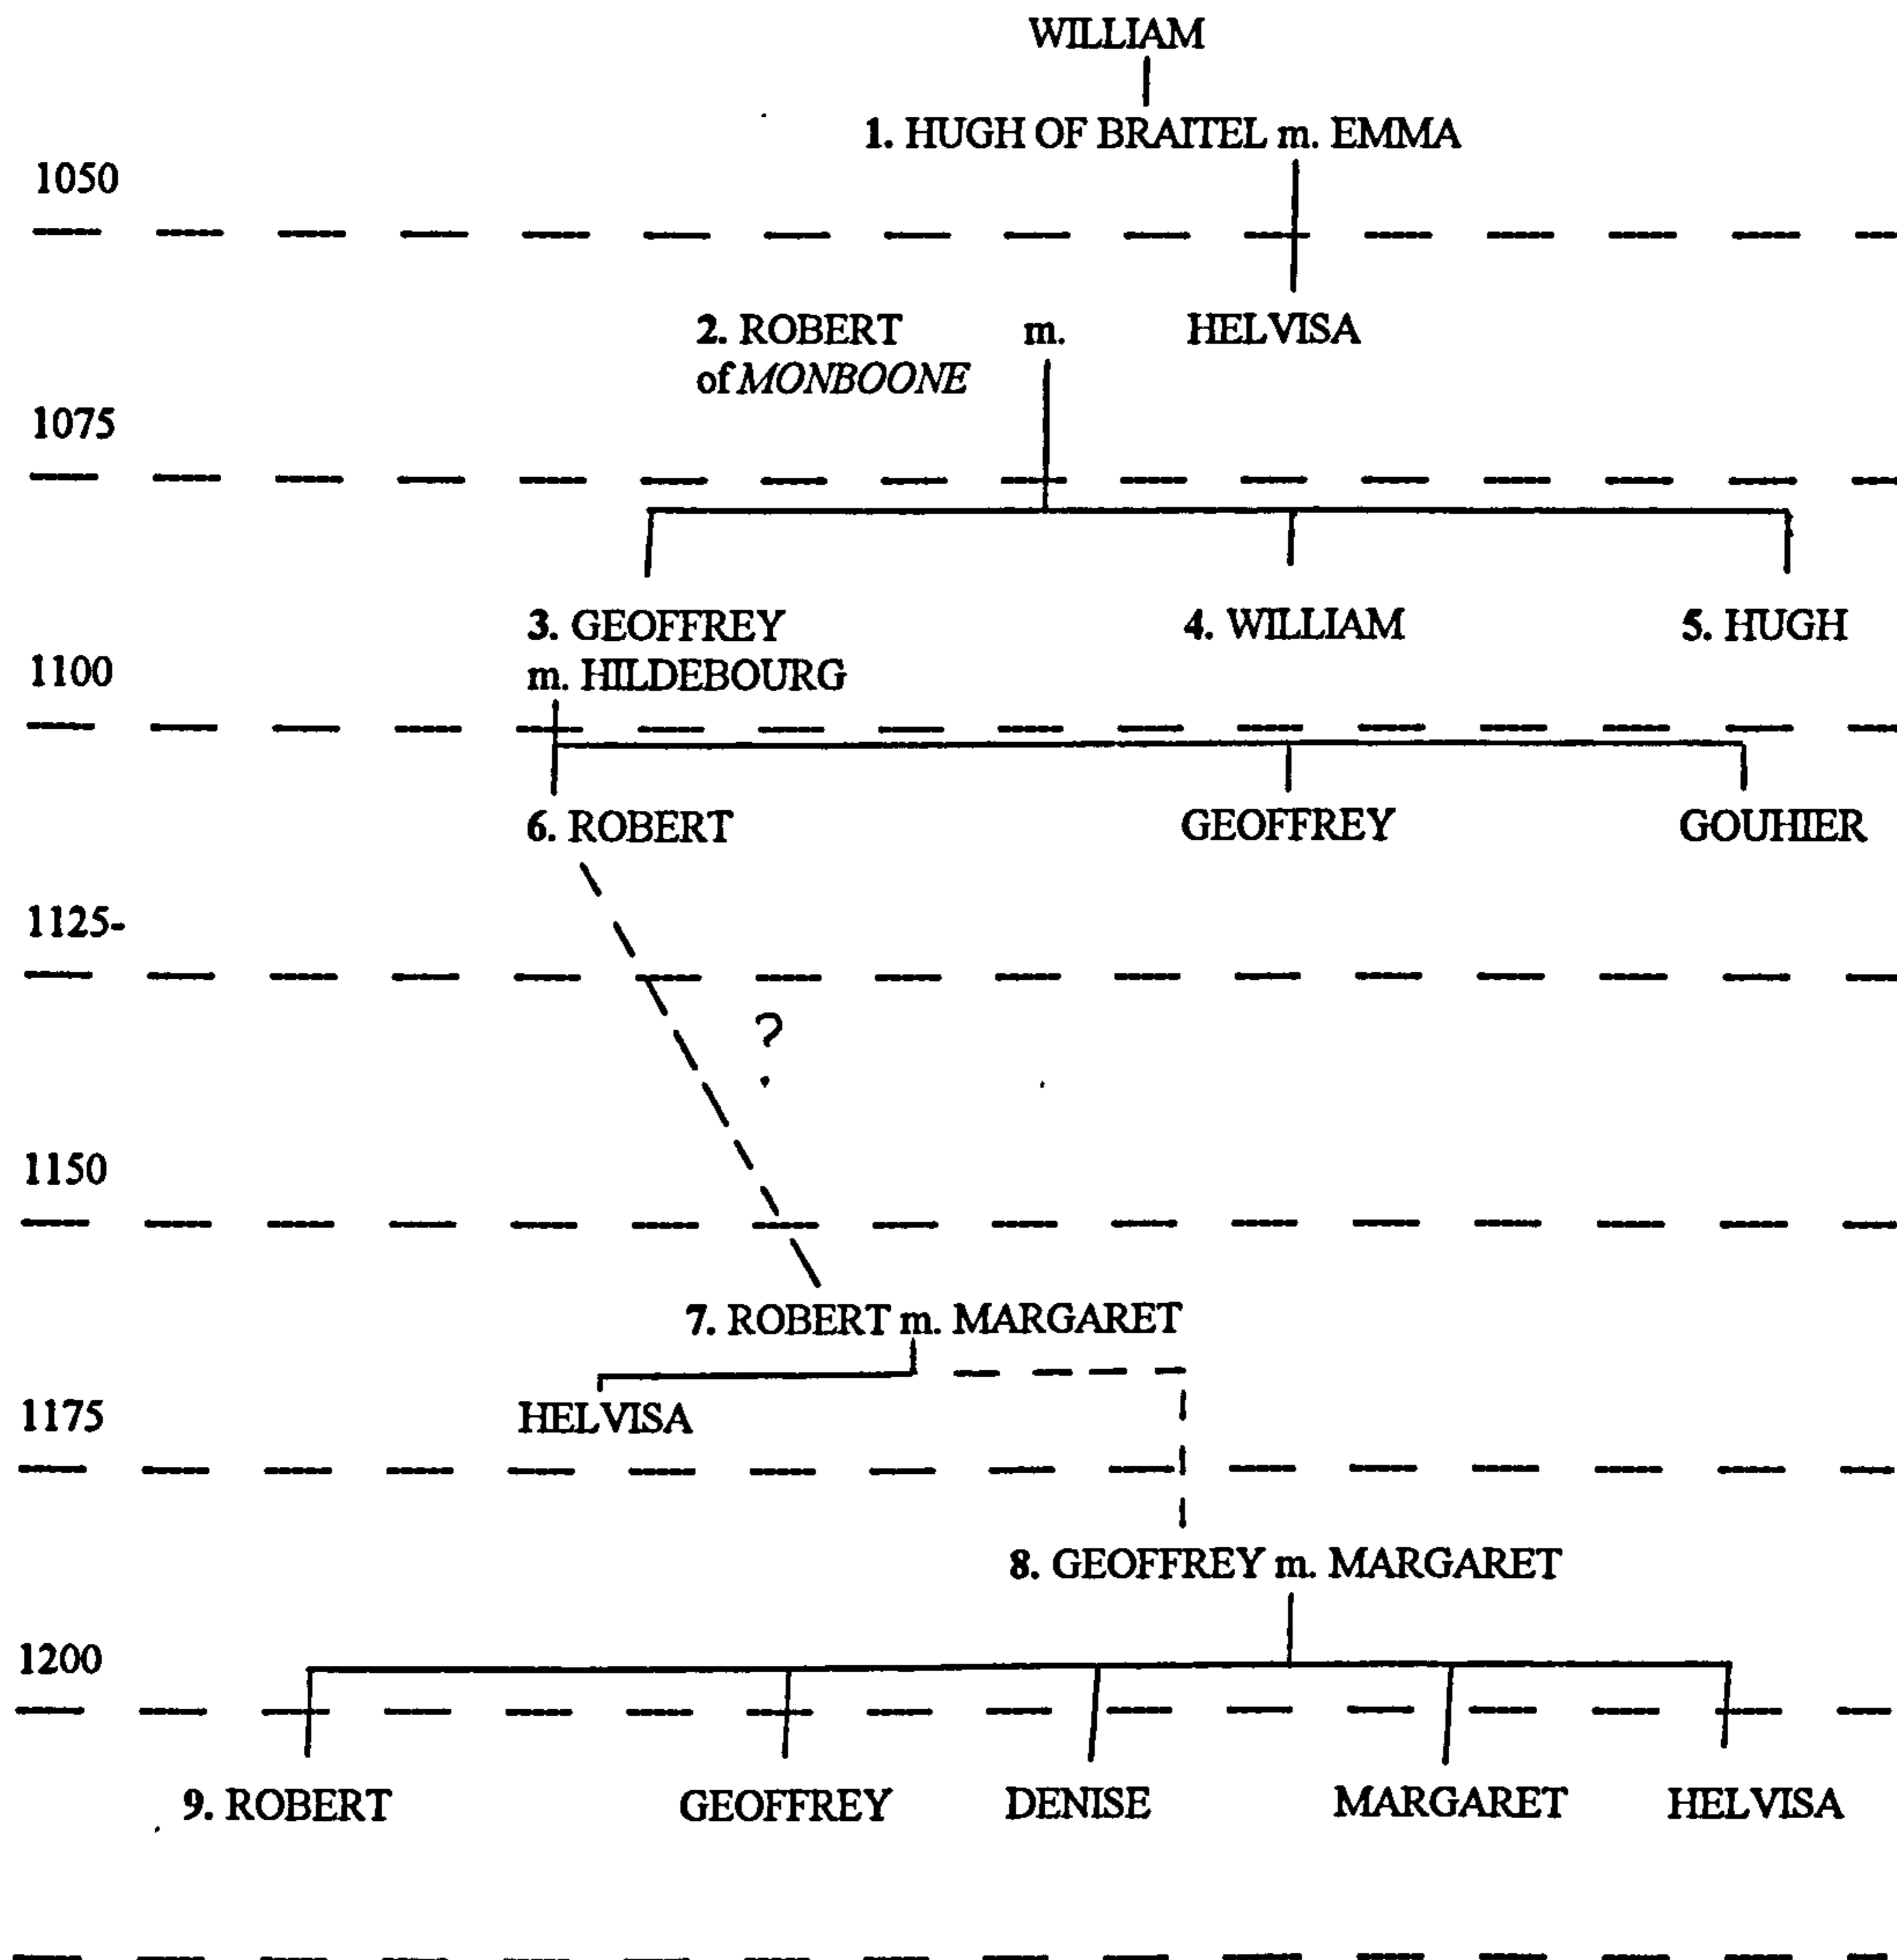 WILLIAM
1. HUGH OF BRAITEL m. EMMA
1050
2. ROBERT m. HELVISA
of MONBOONE
1075
3. GEOFFREY 4. WILLIAM 5. HUGH
m. HILDEBOURG
1100
6. ROBERT GEOFFREY GOUHIER
1125-
?
1150
7. ROBERT m. MARGARET
HELVISA
1175
8. GEOFFREY m. MARGARET
1200
9. ROBERT GEOFFREY DENISE MARGARET HELVISA